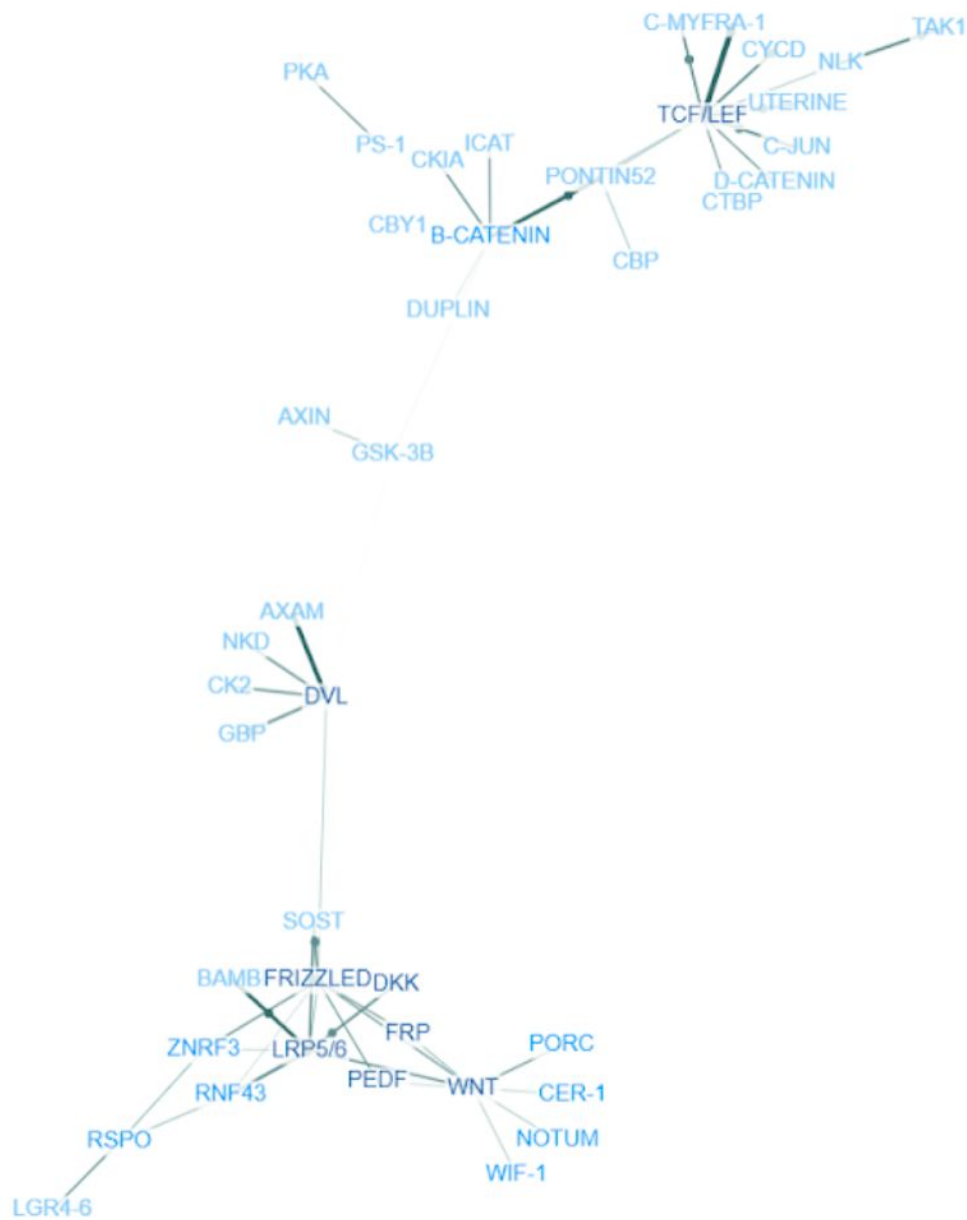 C-MYFRA-1
TAK1
CYCD
NLK
PKA
UTERINE
TCF/LEF
PS-1
ICAT
C-JUN
CKIA
PONTIN52
D-CATENIN
CTBP
CBY1
B-CATENIN
CBP
DUPLIN
AXIN
GSK-3B
AXAM
NKD
CK2
DVL
GBP
SOST
BAMB
FRIZZLED
DKK
FRP
ZNRF3
LRP5/6
PORC
PEDF
WNT
RNF43
CER-1
RSPO
NOTUM
WIF-1
LGR4-6